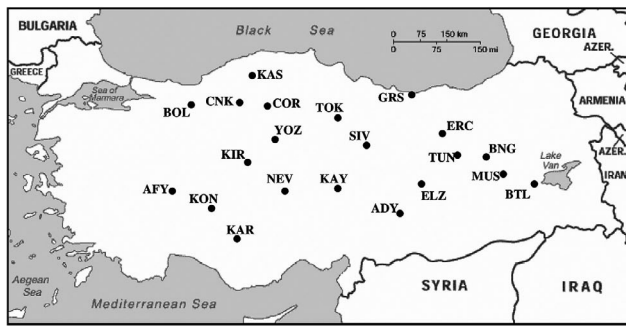 BULGARIA
Black Sea
0 75 150 km
0 75 150 mi
GEORGIA
AZER.
GREECE
Sea of
Marmara
KAS
BOL
CNK
COR
TOK
GRS
ARMENIA
YOZ
SIV
ERC
AZER.
KIR
TUN
BNG
Lake
Van
IRAN
AFY
KON
NEV
KAY
ADY
ELZ
MUS
BTL
KAR
Aegean
Sea
Mediterranean Sea
SYRIA
IRAQ